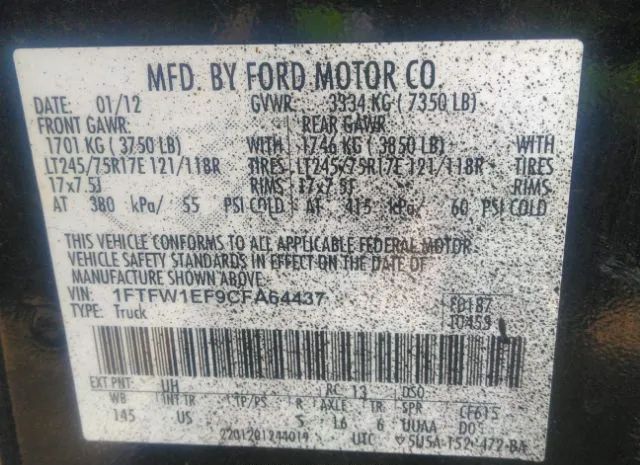 MFD. BY FORD MOTOR CO.
DATE: 01/12 GVWR: 3334 KG ( 7350 LB)
FRONT GAWR: REAR GAWR:
1701 KG ( 3750 LB) WITH 1746 KG ( 3850 LB) WITH
LT245/75R17E 121/118R TIRES LT245/75R17E 121/118R TIRES
17x7.5J RIMS 17x7.5J RIMS
AT 380 kPa/ 55 PSI COLD AT 415 kPa/ 60 PSI COLD
THIS VEHICLE CONFORMS TO ALL APPLICABLE FEDERAL MOTOR
VEHICLE SAFETY STANDARDS IN EFFECT ON THE DATE OF
MANUFACTURE SHOWN ABOVE.
VIN: 1FTFW1EF9CFA64437 F0187
TYPE: Truck T0459
EXT PNT: UH RC: 13 DSO:
WB INT TR TP/PS R AXLE TR SPR CF615
145 US 5 L6 6 UUAA DO
2201201244019 UTC